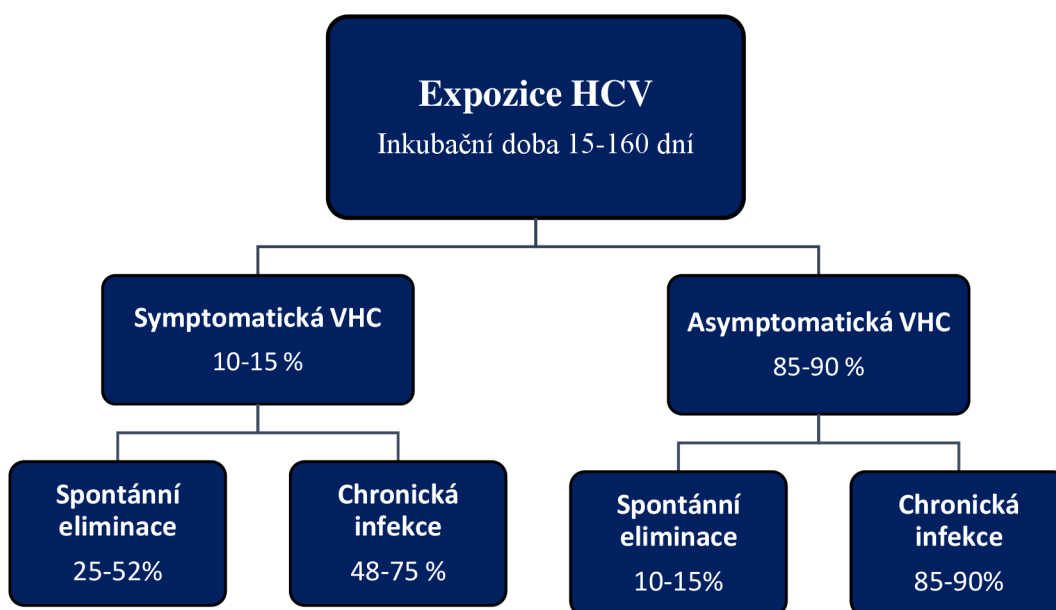 Expozice HCV
Inkubační doba 15-160 dní
Symptomatická VHC
10-15 %
Asymptomatická VHC
85-90 %
Spontánní
eliminace
25-52%
Chronická
infekce
48-75 %
Spontánní
eliminace
10-15%
Chronická
infekce
85-90%